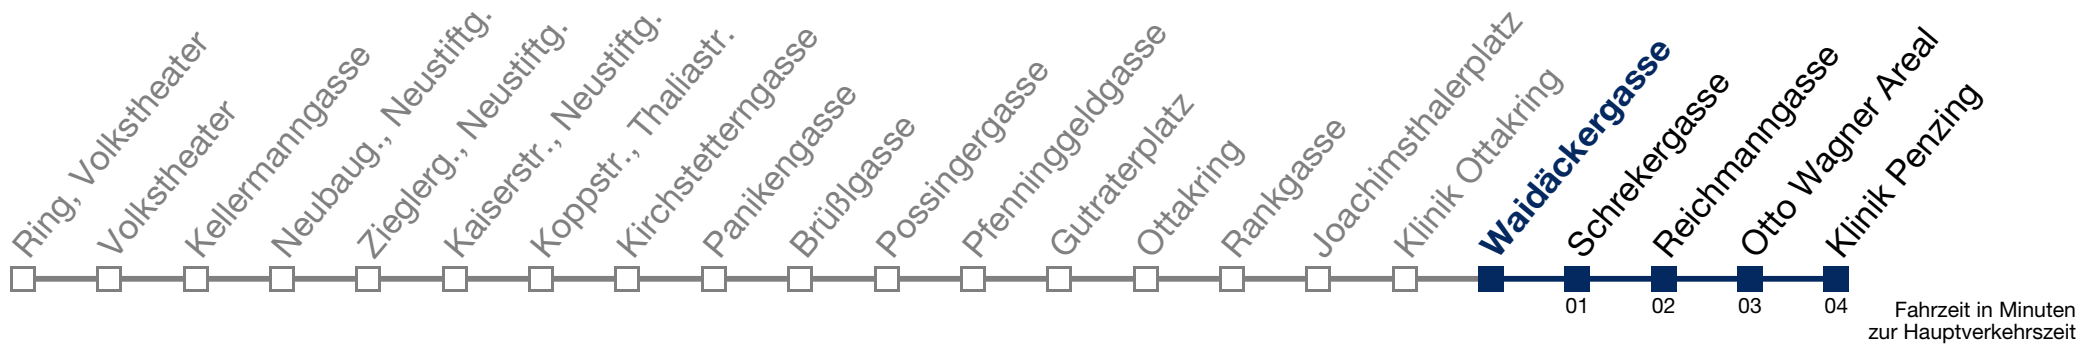 Ring, Volkstheater
Volkstheater
Kellermanngasse
Neubaug., Neustiftg.
Zieglerg., Neustiftg.
Kaiserstr., Neustiftg.
Koppstr., Thaliastr.
Kirchstetterngasse
Panikengasse
Brüßlgasse
Possingergasse
Pfenninggeldgasse
Gutraterplatz
Ottakring
Rankgasse
Joachimsthalerplatz
Klinik Ottakring
Waidäckergasse
Schrekergasse
Reichmanngasse
Otto Wagner Areal
Klinik Penzing
01 02 03 04
Fahrzeit in Minuten
zur Hauptverkehrszeit